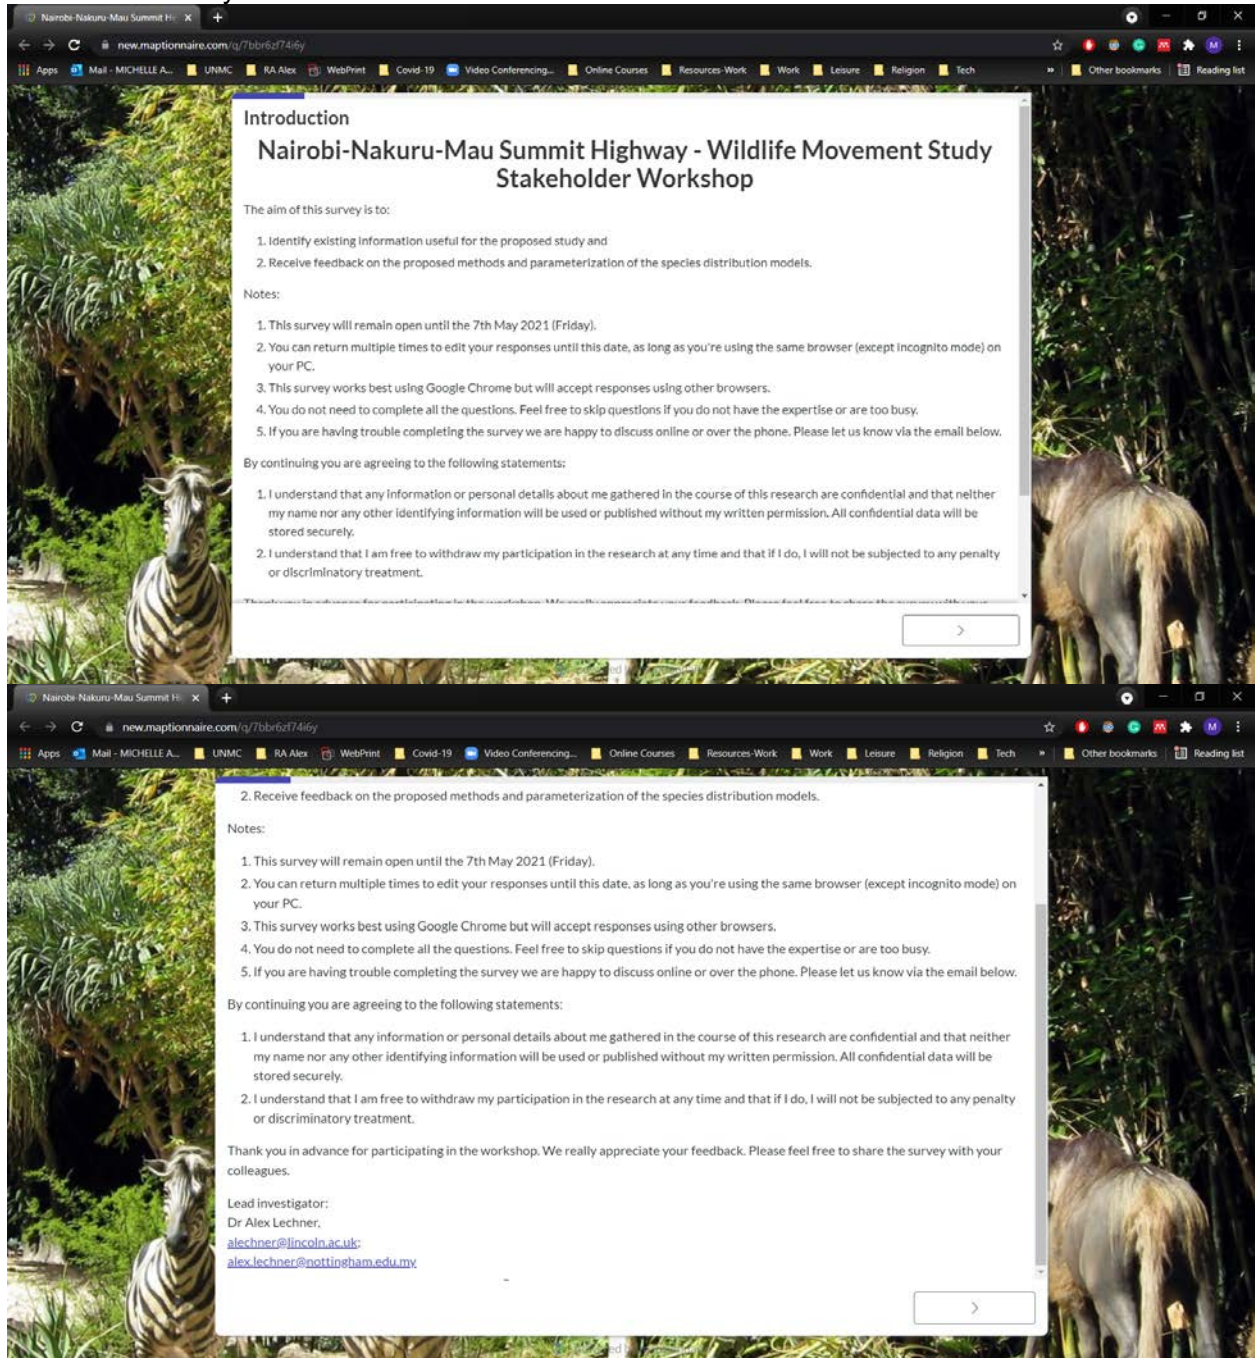 Nairobi-Nakuru-Mau Summit H
new.maptionnaire.com/q/7bbr6zf74i6y
Apps Mail - MICHELLE A... UNMC RA Alex WebPrint Covid-19 Video Conferencing... Online Courses Resources-Work Work Leisure Religion Tech » Other bookmarks Reading list
Introduction
Nairobi-Nakuru-Mau Summit Highway - Wildlife Movement Study
Stakeholder Workshop
The aim of this survey is to:
1. Identify existing information useful for the proposed study and
2. Receive feedback on the proposed methods and parameterization of the species distribution models.
Notes:
1. This survey will remain open until the 7th May 2021 (Friday).
2. You can return multiple times to edit your responses until this date, as long as you're using the same browser (except incognito mode) on
your PC.
3. This survey works best using Google Chrome but will accept responses using other browsers.
4. You do not need to complete all the questions. Feel free to skip questions if you do not have the expertise or are too busy.
5. If you are having trouble completing the survey we are happy to discuss online or over the phone. Please let us know via the email below.
By continuing you are agreeing to the following statements:
1. I understand that any information or personal details about me gathered in the course of this research are confidential and that neither
my name nor any other identifying information will be used or published without my written permission. All confidential data will be
stored securely.
2. I understand that I am free to withdraw my participation in the research at any time and that if I do, I will not be subjected to any penalty
or discriminatory treatment.
Thank you in advance for participating in the workshop. We really appreciate your feedback. Please feel free to share the survey with your
Nairobi-Nakuru-Mau Summit H
new.maptionnaire.com/q/7bbr6zf74i6y
Apps Mail - MICHELLE A... UNMC RA Alex WebPrint Covid-19 Video Conferencing... Online Courses Resources-Work Work Leisure Religion Tech » Other bookmarks Reading list
2. Receive feedback on the proposed methods and parameterization of the species distribution models.
Notes:
1. This survey will remain open until the 7th May 2021 (Friday).
2. You can return multiple times to edit your responses until this date, as long as you're using the same browser (except incognito mode) on
your PC.
3. This survey works best using Google Chrome but will accept responses using other browsers.
4. You do not need to complete all the questions. Feel free to skip questions if you do not have the expertise or are too busy.
5. If you are having trouble completing the survey we are happy to discuss online or over the phone. Please let us know via the email below.
By continuing you are agreeing to the following statements:
1. I understand that any information or personal details about me gathered in the course of this research are confidential and that neither
my name nor any other identifying information will be used or published without my written permission. All confidential data will be
stored securely.
2. I understand that I am free to withdraw my participation in the research at any time and that if I do, I will not be subjected to any penalty
or discriminatory treatment.
Thank you in advance for participating in the workshop. We really appreciate your feedback. Please feel free to share the survey with your
colleagues.
Lead investigator:
Dr Alex Lechner,
alechner@lincoln.ac.uk;
alex.lechner@nottingham.edu.my